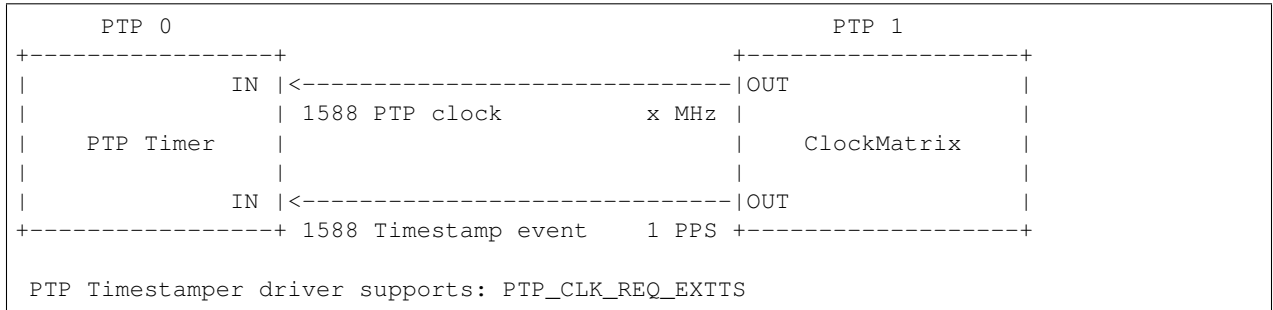 PTP 0                                                 PTP 1
+-----------------+                               +-------------------+
|              IN |<------------------------------|OUT                |
|                 | 1588 PTP clock          x MHz |                   |
|    PTP Timer    |                               |    ClockMatrix    |
|                 |                               |                   |
|              IN |<------------------------------|OUT                |
+-----------------+ 1588 Timestamp event    1 PPS +-------------------+
PTP Timestamper driver supports: PTP_CLK_REQ_EXTTS